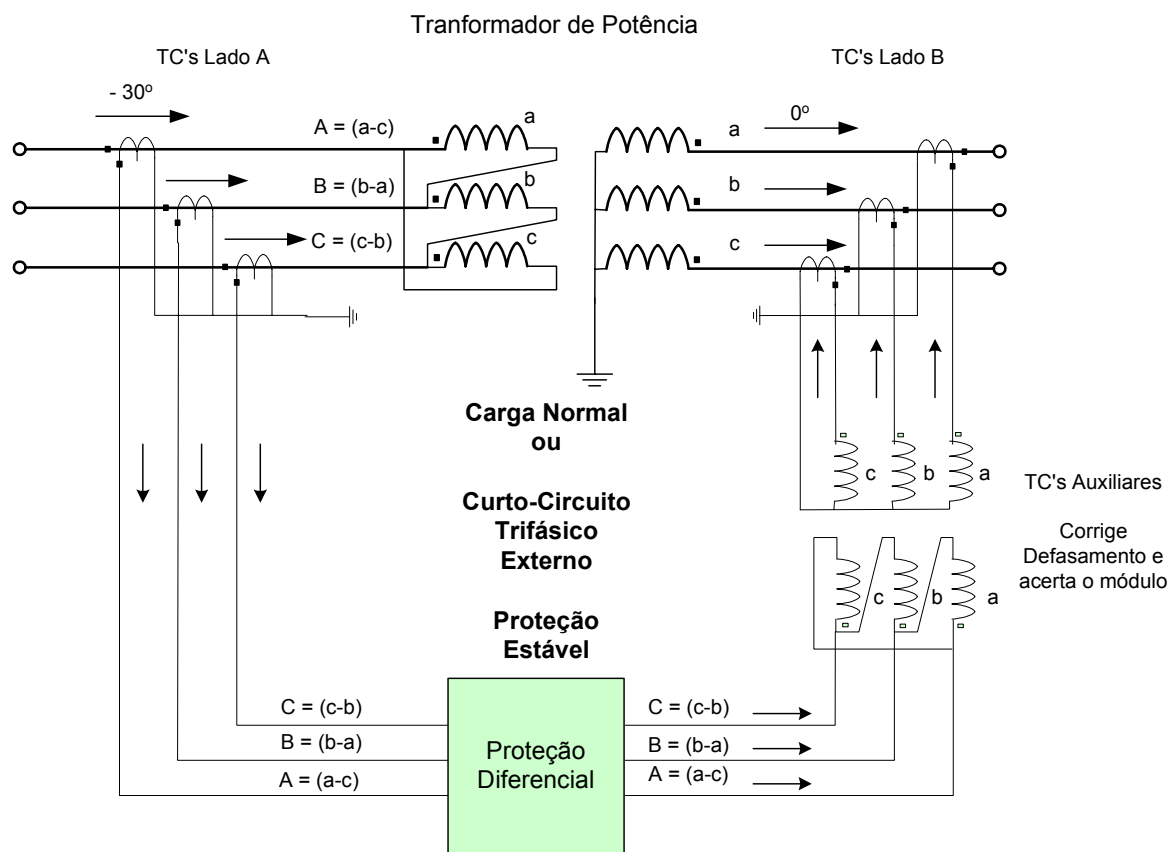 Tranformador de Potência
TC's Lado A
TC's Lado B
- 30º
0º
A = (a-c)
a
a
B = (b-a)
b
b
C = (c-b)
c
c
Carga Normal
ou
Curto-Circuito
Trifásico
Externo
Proteção
Estável
c
b
a
TC's Auxiliares
Corrige
Defasamento e
acerta o módulo
c
b
a
C = (c-b)
B = (b-a)
A = (a-c)
Proteção
Diferencial
C = (c-b)
B = (b-a)
A = (a-c)